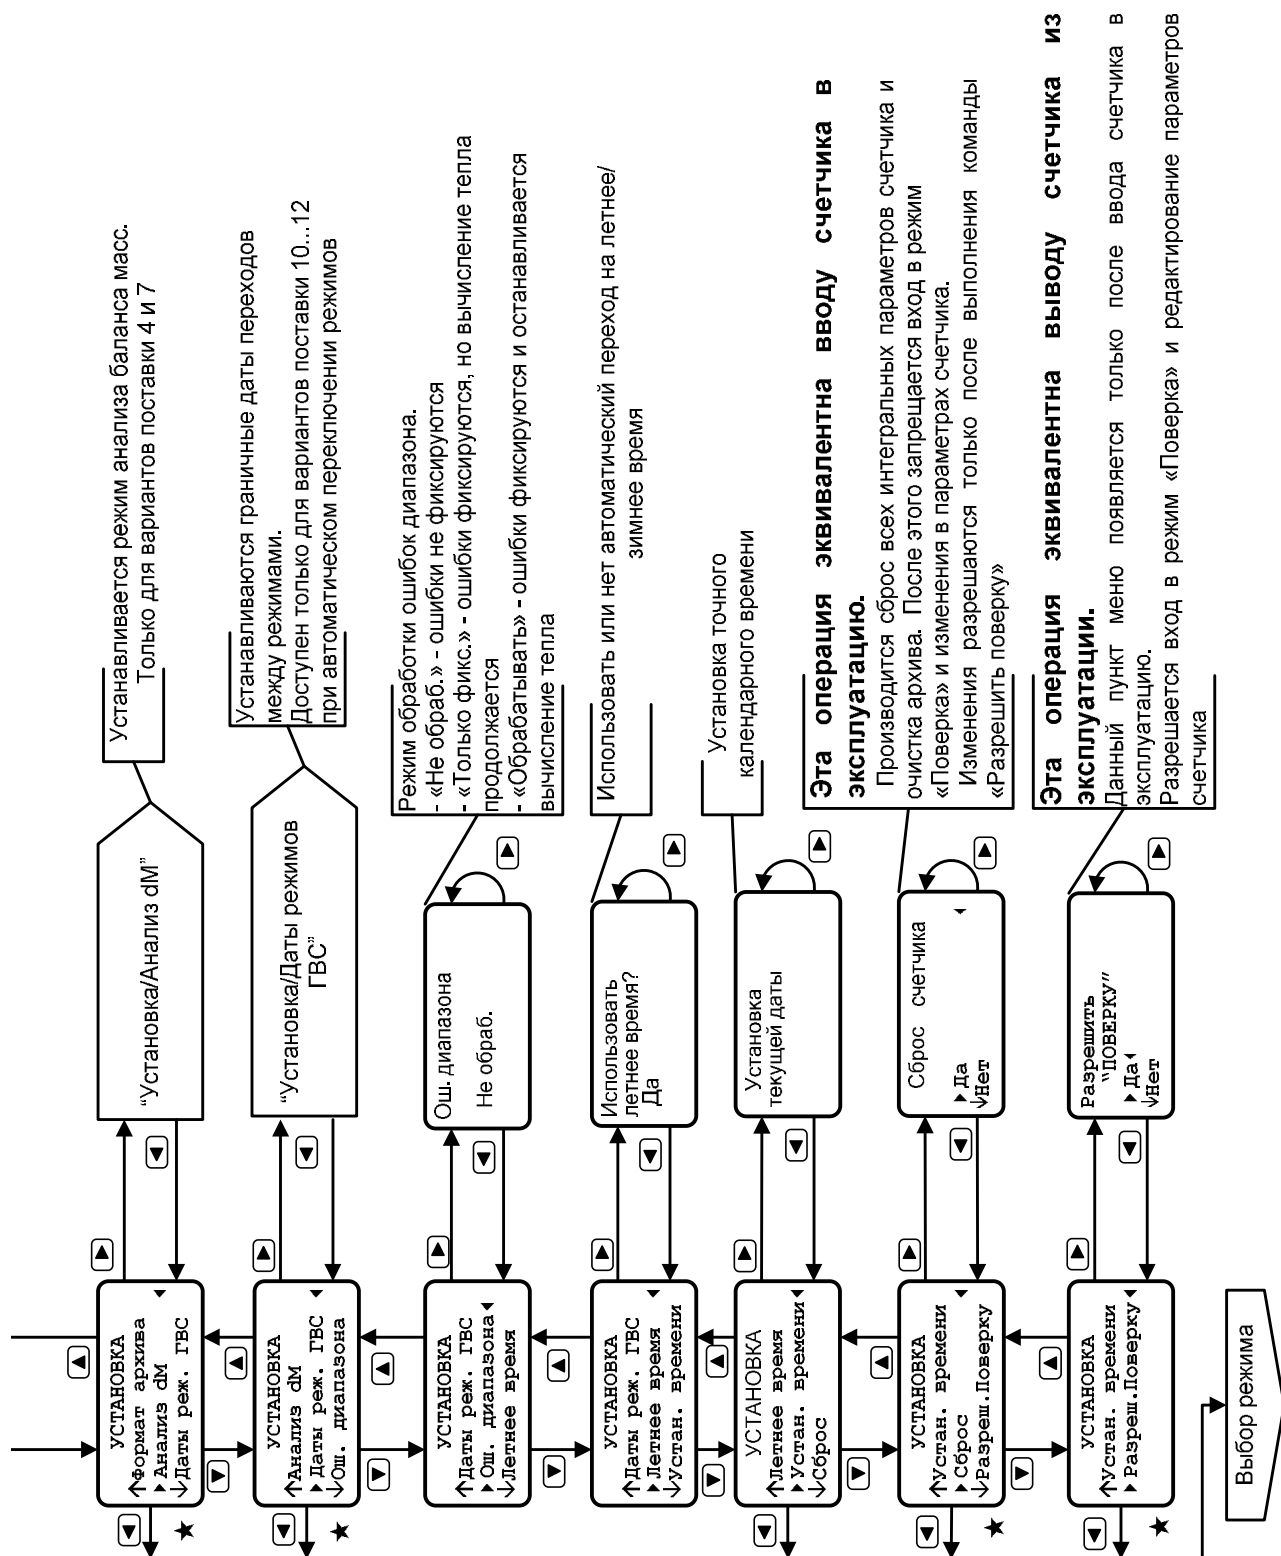 УСТАНОВКА
↑Формат архива
▸Анализ dM ◂
↓Даты реж. ГВС
“Установка/Анализ dM”
Устанавливается режим анализа баланса масс.
Только для вариантов поставки 4 и 7
УСТАНОВКА
↑Анализ dM
▸Даты реж. ГВС ◂
↓Ош. диапазона
“Установка/Даты режимов
ГВС”
Устанавливаются граничные даты переходов
между режимами.
Доступен только для вариантов поставки 10...12
при автоматическом переключении режимов
УСТАНОВКА
↑Даты реж. ГВС
▸Ош. диапазона◂
↓Летнее время
Ош. диапазона
Не обраб.
Режим обработки ошибок диапазона.
- «Не обраб.» - ошибки не фиксируются
- «Только фикс.» - ошибки фиксируются, но вычисление тепла
продолжается
- «Обрабатывать» - ошибки фиксируются и останавливается
вычисление тепла
УСТАНОВКА
↑Даты реж. ГВС
▸Летнее время ◂
↓Устан. времени
Использовать
летнее время?
Да
Использовать или нет автоматический переход на летнее/
зимнее время
УСТАНОВКА
↑Летнее время
▸Устан. времени◂
↓Сброс
Установка
текущей даты
Установка точного
календарного времени
УСТАНОВКА
↑Устан. времени
▸Сброс ◂
↓Разреш.Поверку
Сброс счетчика
▸Да ◂
↓Нет
Эта операция эквивалентна вводу счетчика в
эксплуатацию.
Производится сброс всех интегральных параметров счетчика и
очистка архива. После этого запрещается вход в режим
«Поверка» и изменения в параметрах счетчика.
Изменения разрешаются только после выполнения команды
«Разрешить поверку»
УСТАНОВКА
↑Устан. времени
▸Разреш.Поверку◂
Разрешить
“ПОВЕРКУ”
▸Да◂
↓Нет
Эта операция эквивалентна выводу счетчика из
эксплуатации.
Данный пункт меню появляется только после ввода счетчика в
эксплуатацию.
Разрешается вход в режим «Поверка» и редактирование параметров
счетчика
Выбор режима